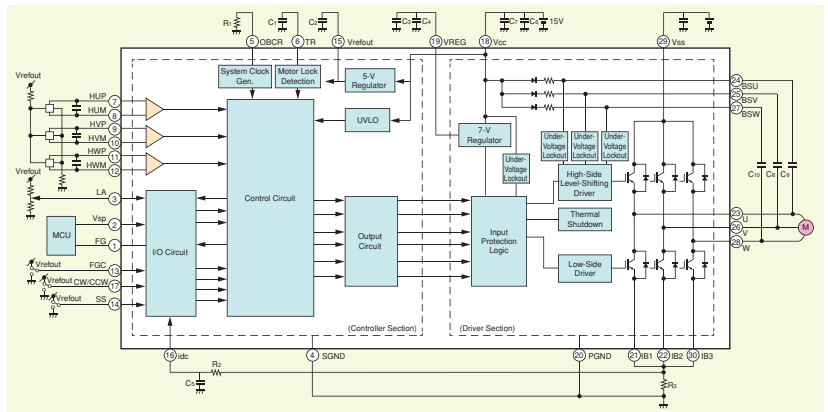 R1
C1
C2
C3 C4
C7 C6 15V
5 OBCR
6 TR
15 Vrefout
19 VREG
18 Vcc
29 Vss
System Clock Gen.
Motor Lock Detection
5-V Regulator
UVLO
7-V Regulator
Under-Voltage Lockout
Under-Voltage Lockout
Under-Voltage Lockout
Under-Voltage Lockout
24 BSU
25 BSV
27 BSW
Vrefout
HUP 7
HUM 8
HVP 9
HVM 10
HWP 11
HWM 12
Vrefout
LA 3
MCU
Vsp 2
FG 1
FGC 13
Vrefout
CW/CCW 17
Vrefout
SS 14
Vrefout
I/O Circuit
Control Circuit
Output Circuit
Input Protection Logic
High-Side Level-Shifting Driver
Thermal Shutdown
Low-Side Driver
C10 C8 C9
23 U
26 V
28 W
M
(Controller Section)
(Driver Section)
16 idc
4 SGND
20 PGND
21 IB1
22 IB2
30 IB3
R2
C5
R3